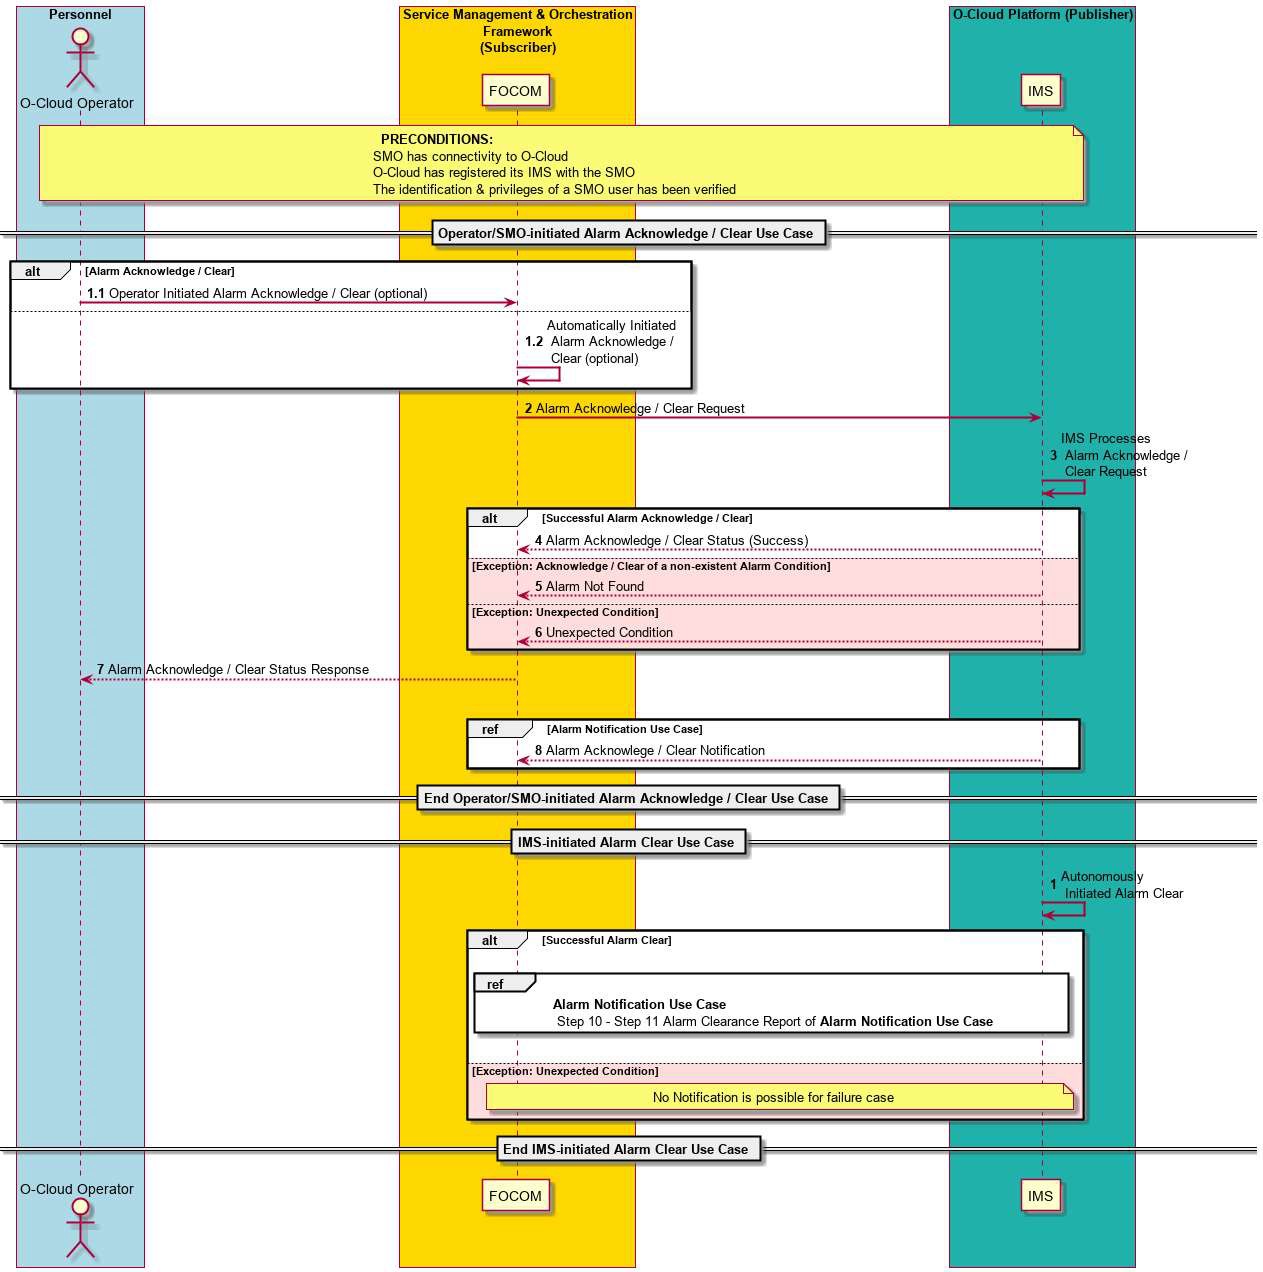 Personnel
Service Management & Orchestration
Framework
(Subscriber)
O-Cloud Platform (Publisher)
O-Cloud Operator
FOCOM
IMS
PRECONDITIONS:
SMO has connectivity to O-Cloud
O-Cloud has registered its IMS with the SMO
The identification & privileges of a SMO user has been verified
Operator/SMO-initiated Alarm Acknowledge / Clear Use Case
alt [Alarm Acknowledge / Clear]
1.1 Operator Initiated Alarm Acknowledge / Clear (optional)
Automatically Initiated
1.2 Alarm Acknowledge /
Clear (optional)
2 Alarm Acknowledge / Clear Request
IMS Processes
3 Alarm Acknowledge /
Clear Request
alt [Successful Alarm Acknowledge / Clear]
4 Alarm Acknowledge / Clear Status (Success)
[Exception: Acknowledge / Clear of a non-existent Alarm Condition]
5 Alarm Not Found
[Exception: Unexpected Condition]
6 Unexpected Condition
7 Alarm Acknowledge / Clear Status Response
ref [Alarm Notification Use Case]
8 Alarm Acknowlege / Clear Notification
End Operator/SMO-initiated Alarm Acknowledge / Clear Use Case
IMS-initiated Alarm Clear Use Case
1 Autonomously
Initiated Alarm Clear
alt [Successful Alarm Clear]
ref
Alarm Notification Use Case
Step 10 - Step 11 Alarm Clearance Report of Alarm Notification Use Case
[Exception: Unexpected Condition]
No Notification is possible for failure case
End IMS-initiated Alarm Clear Use Case
O-Cloud Operator
FOCOM
IMS